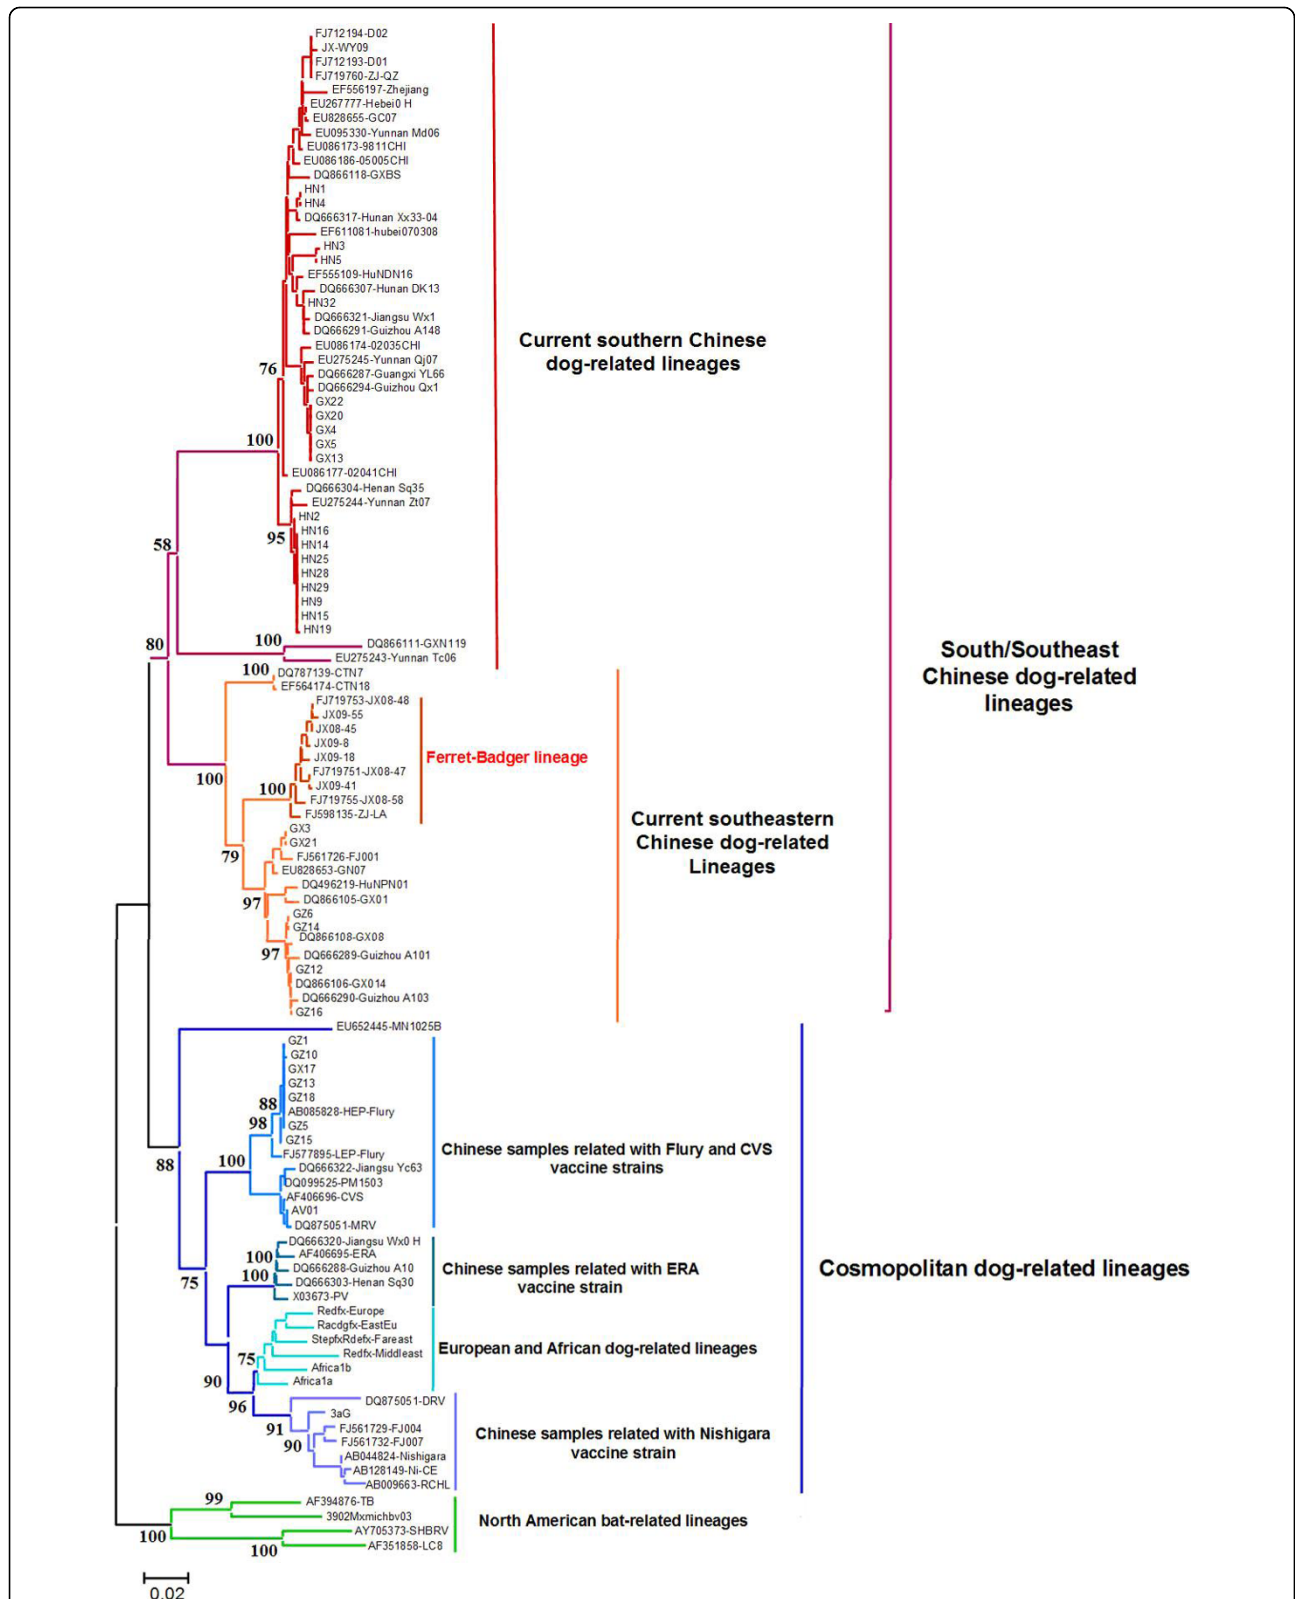 FJ712194-D02
JX-WY09
FJ712193-D01
FJ719760-ZJ-QZ
EF556197-Zhejiang
EU267777-Hebei0 H
EU828655-GC07
EU095330-Yunnan Md06
EU086173-9811CHI
EU086186-05005CHI
DQ866118-GXBS
HN1
HN4
DQ666317-Hunan Xx33-04
EF611081-hubei070308
HN3
HN5
EF555109-HuNDN16
DQ666307-Hunan DK13
HN32
DQ666321-Jiangsu Wx1
DQ666291-Guizhou A148
EU086174-02035CHI
EU275245-Yunnan Qj07
DQ666287-Guangxi YL66
DQ666294-Guizhou Qx1
GX22
GX20
GX4
GX5
GX13
EU086177-02041CHI
DQ666304-Henan Sq35
EU275244-Yunnan Zt07
HN2
HN16
HN14
HN25
HN28
HN29
HN9
HN15
HN19
DQ866111-GXN119
EU275243-Yunnan Tc06
76
100
95
58
100
80
Current southern Chinese
dog-related lineages
South/Southeast
Chinese dog-related
lineages
DQ787139-CTN7
EF564174-CTN18
FJ719753-JX08-48
JX09-55
JX08-45
JX09-8
JX09-18
FJ719751-JX08-47
JX09-41
FJ719755-JX08-58
FJ598135-ZJ-LA
GX3
GX21
FJ561726-FJ001
EU828653-GN07
DQ496219-HuNPN01
DQ866105-GX01
GZ6
GZ14
DQ866108-GX08
DQ666289-Guizhou A101
GZ12
DQ866106-GX014
DQ666290-Guizhou A103
GZ16
100
100
100
79
97
97
Ferret-Badger lineage
Current southeastern
Chinese dog-related
Lineages
EU652445-MN1025B
GZ1
GZ10
GX17
GZ13
GZ18
AB085828-HEP-Flury
GZ5
GZ15
FJ577895-LEP-Flury
DQ666322-Jiangsu Yc63
DQ099525-PM1503
AF406696-CVS
AV01
DQ875051-MRV
88
98
100
88
Chinese samples related with Flury and CVS
vaccine strains
DQ666320-Jiangsu Wx0 H
AF406695-ERA
DQ666288-Guizhou A10
DQ666303-Henan Sq30
X03673-PV
100
100
75
Chinese samples related with ERA
vaccine strain
Cosmopolitan dog-related lineages
Redfx-Europe
Racdgfx-EastEu
StepfxRdefx-Fareast
Redfx-Middleast
Africa1b
Africa1a
75
90
European and African dog-related lineages
DQ875051-DRV
3aG
FJ561729-FJ004
FJ561732-FJ007
AB044824-Nishigara
AB128149-Ni-CE
AB009663-RCHL
96
91
90
Chinese samples related with Nishigara
vaccine strain
AF394876-TB
3902Mxmichbv03
AY705373-SHBRV
AF351858-LC8
99
100
100
North American bat-related lineages
0.02